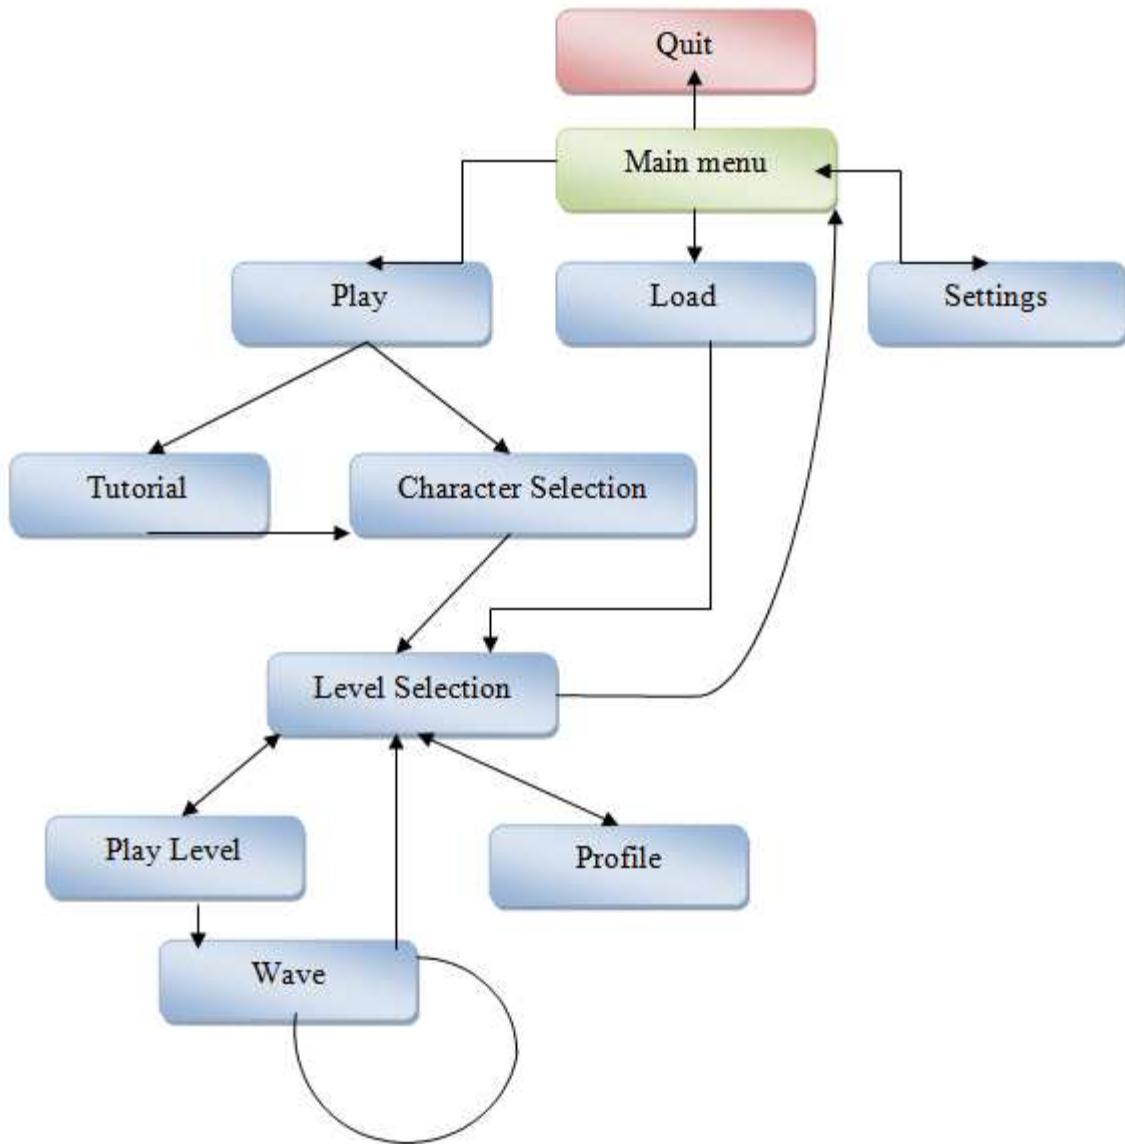 Quit
Main menu
Play
Load
Settings
Tutorial
Character Selection
Level Selection
Play Level
Profile
Wave